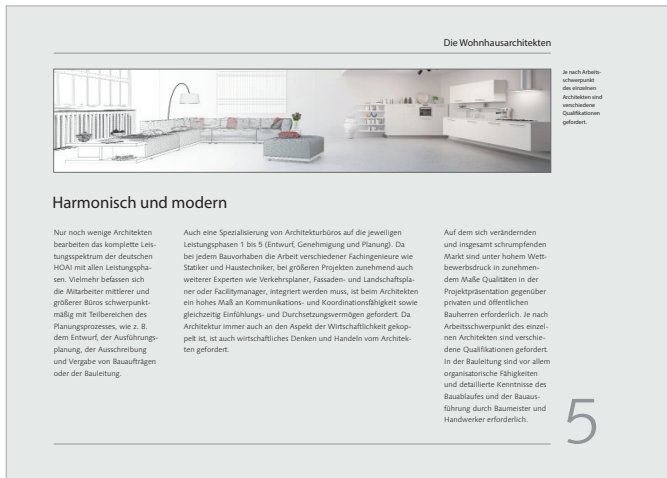 Die Wohnhausarchitekten
Je nach Arbeits-
schwerpunkt
des einzelnen
Architekten sind
verschiedene
Qualifikationen
gefordert.
Harmonisch und modern
Nur noch wenige Architekten
bearbeiten das komplette Leis-
tungsspektrum der deutschen
HOAI mit allen Leistungspha-
sen. Vielmehr befassen sich
die Mitarbeiter mittlerer und
größerer Büros schwerpunkt-
mäßig mit Teilbereichen des
Planungsprozesses, wie z. B.
dem Entwurf, der Ausführungs-
planung, der Ausschreibung
und Vergabe von Bauaufträgen
oder der Bauleitung.
Auch eine Spezialisierung von Architekturbüros auf die jeweiligen
Leistungsphasen 1 bis 5 (Entwurf, Genehmigung und Planung). Da
bei jedem Bauvorhaben die Arbeit verschiedener Fachingenieure wie
Statiker und Haustechniker, bei größeren Projekten zunehmend auch
weiterer Experten wie Verkehrsplaner, Fassaden- und Landschaftspla-
ner oder Facilitymanager, integriert werden muss, ist beim Architekten
ein hohes Maß an Kommunikations- und Koordinationsfähigkeit sowie
gleichzeitig Einfühlungs- und Durchsetzungsvermögen gefordert. Da
Architektur immer auch an den Aspekt der Wirtschaftlichkeit gekop-
pelt ist, ist auch wirtschaftliches Denken und Handeln vom Architek-
ten gefordert.
Auf dem sich verändernden
und insgesamt schrumpfenden
Markt sind unter hohem Wett-
bewerbsdruck in zunehmen-
dem Maße Qualitäten in der
Projektpräsentation gegenüber
privaten und öffentlichen
Bauherren erforderlich. Je nach
Arbeitsschwerpunkt des einzel-
nen Architekten sind verschie-
dene Qualifikationen gefordert.
In der Bauleitung sind vor allem
organisatorische Fähigkeiten
und detaillierte Kenntnisse des
Bauablaufes und der Bauaus-
führung durch Baumeister und
Handwerker erforderlich.
5